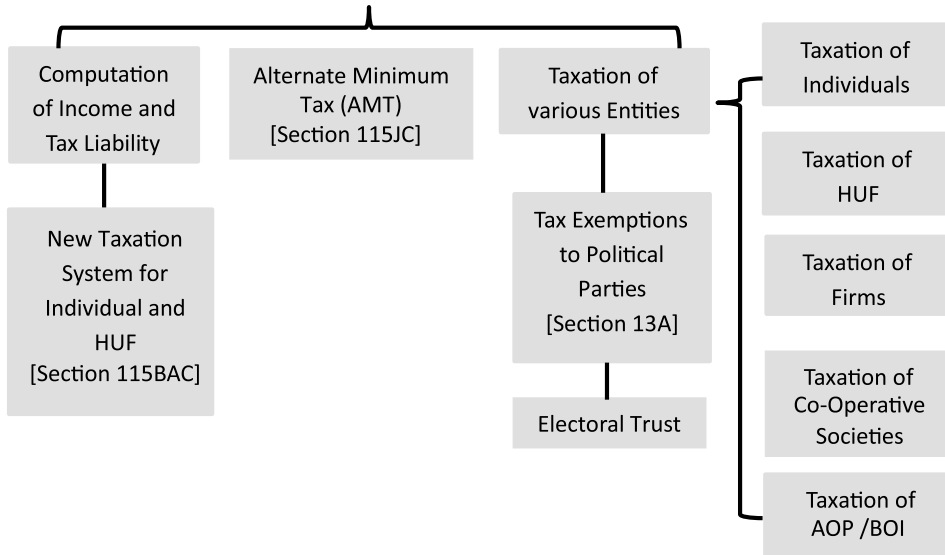 Computation
of Income and
Tax Liability
New Taxation
System for
Individual and
HUF
[Section 115BAC]
Alternate Minimum
Tax (AMT)
[Section 115JC]
Taxation of
various Entities
Tax Exemptions
to Political
Parties
[Section 13A]
Electoral Trust
Taxation of
Individuals
Taxation of
HUF
Taxation of
Firms
Taxation of
Co-Operative
Societies
Taxation of
AOP /BOI